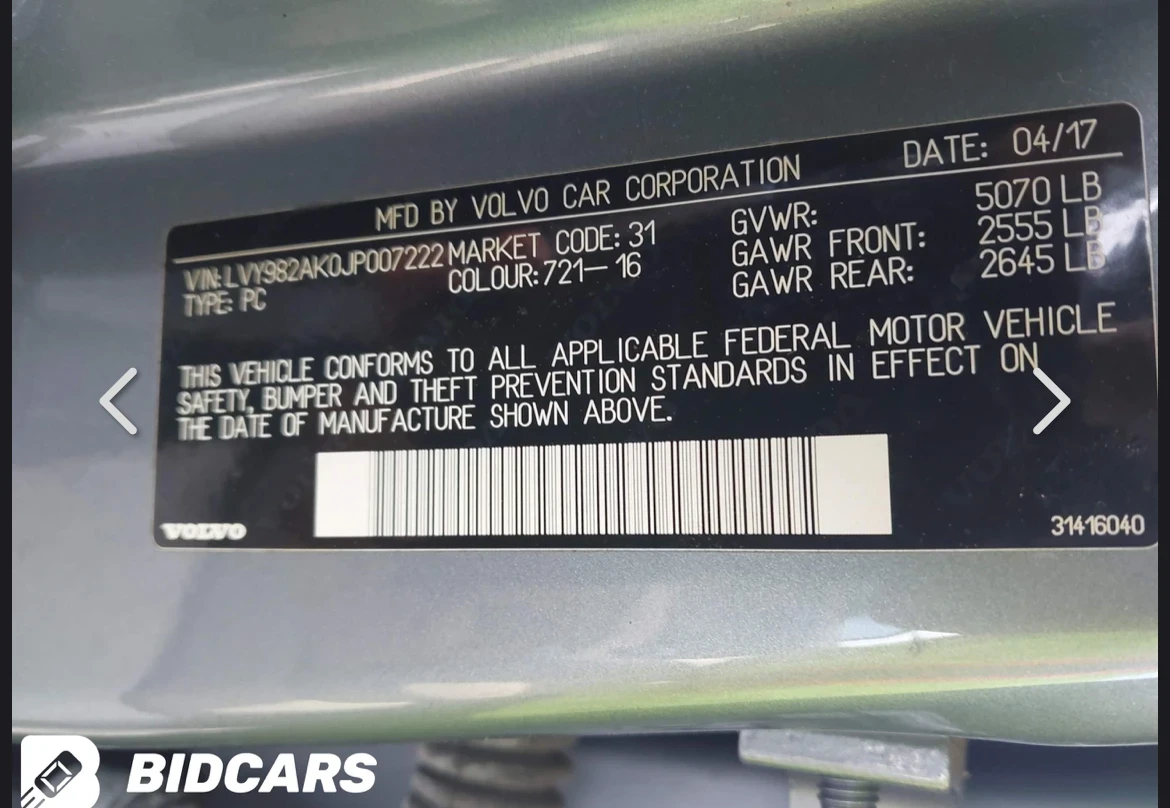 DATE: 04/17
MFD BY VOLVO CAR CORPORATION
VIN: LVY982AK0JP007222 MARKET CODE: 31 GVWR: 5070 LB
TYPE: PC COLOUR: 721-16 GAWR FRONT: 2555 LB
GAWR REAR: 2645 LB
THIS VEHICLE CONFORMS TO ALL APPLICABLE FEDERAL MOTOR VEHICLE
SAFETY, BUMPER AND THEFT PREVENTION STANDARDS IN EFFECT ON
THE DATE OF MANUFACTURE SHOWN ABOVE.
VOLVO
31416040
BIDCARS